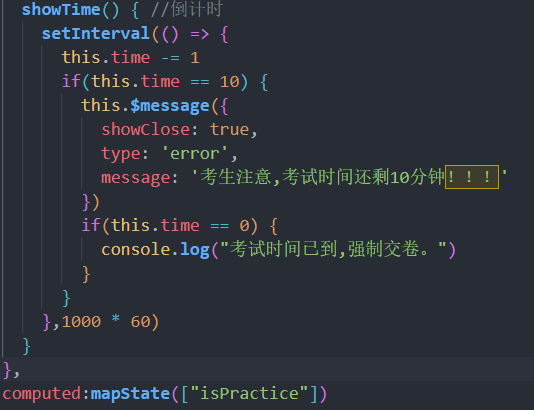 showTime() { //倒计时
setInterval(() => {
this.time -= 1
if(this.time == 10) {
this.$message({
showClose: true,
type: 'error',
message: '考生注意,考试时间还剩10分钟！！！'
})
if(this.time == 0) {
console.log("考试时间已到,强制交卷。")
}
}
},1000 * 60)
}
},
computed:mapState(["isPractice"])